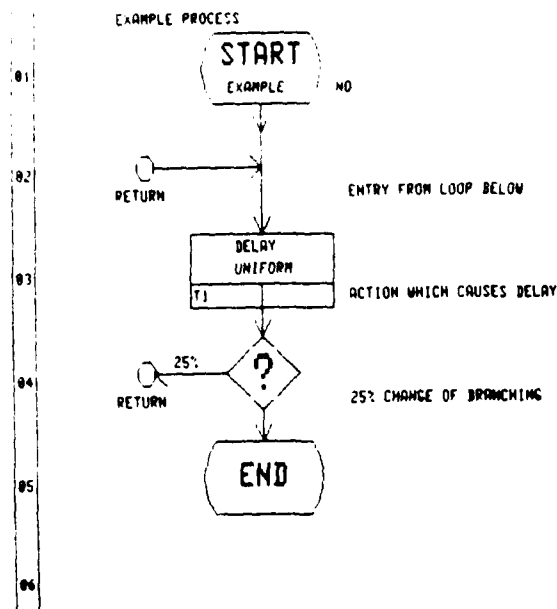 EXAMPLE PROCESS
01
START
EXAMPLE
NO
02
RETURN
ENTRY FROM LOOP BELOW
DELAY
UNIFORM
03
T1
ACTION WHICH CAUSES DELAY
25%
?
04
RETURN
25% CHANGE OF BRANCHING
END
05
06